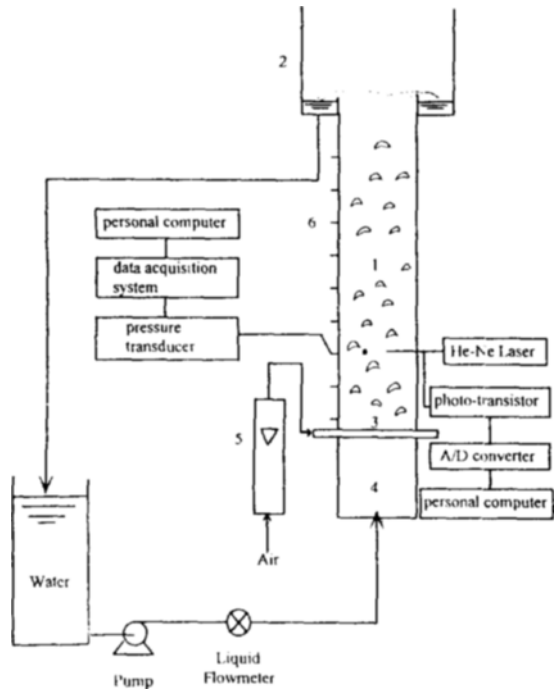 2
6
personal computer
data acquisition
system
pressure
transducer
1
He-Ne Laser
photo-transistor
3
A/D converter
5
4
personal computer
Air
Water
Pump
Liquid
Flowmeter